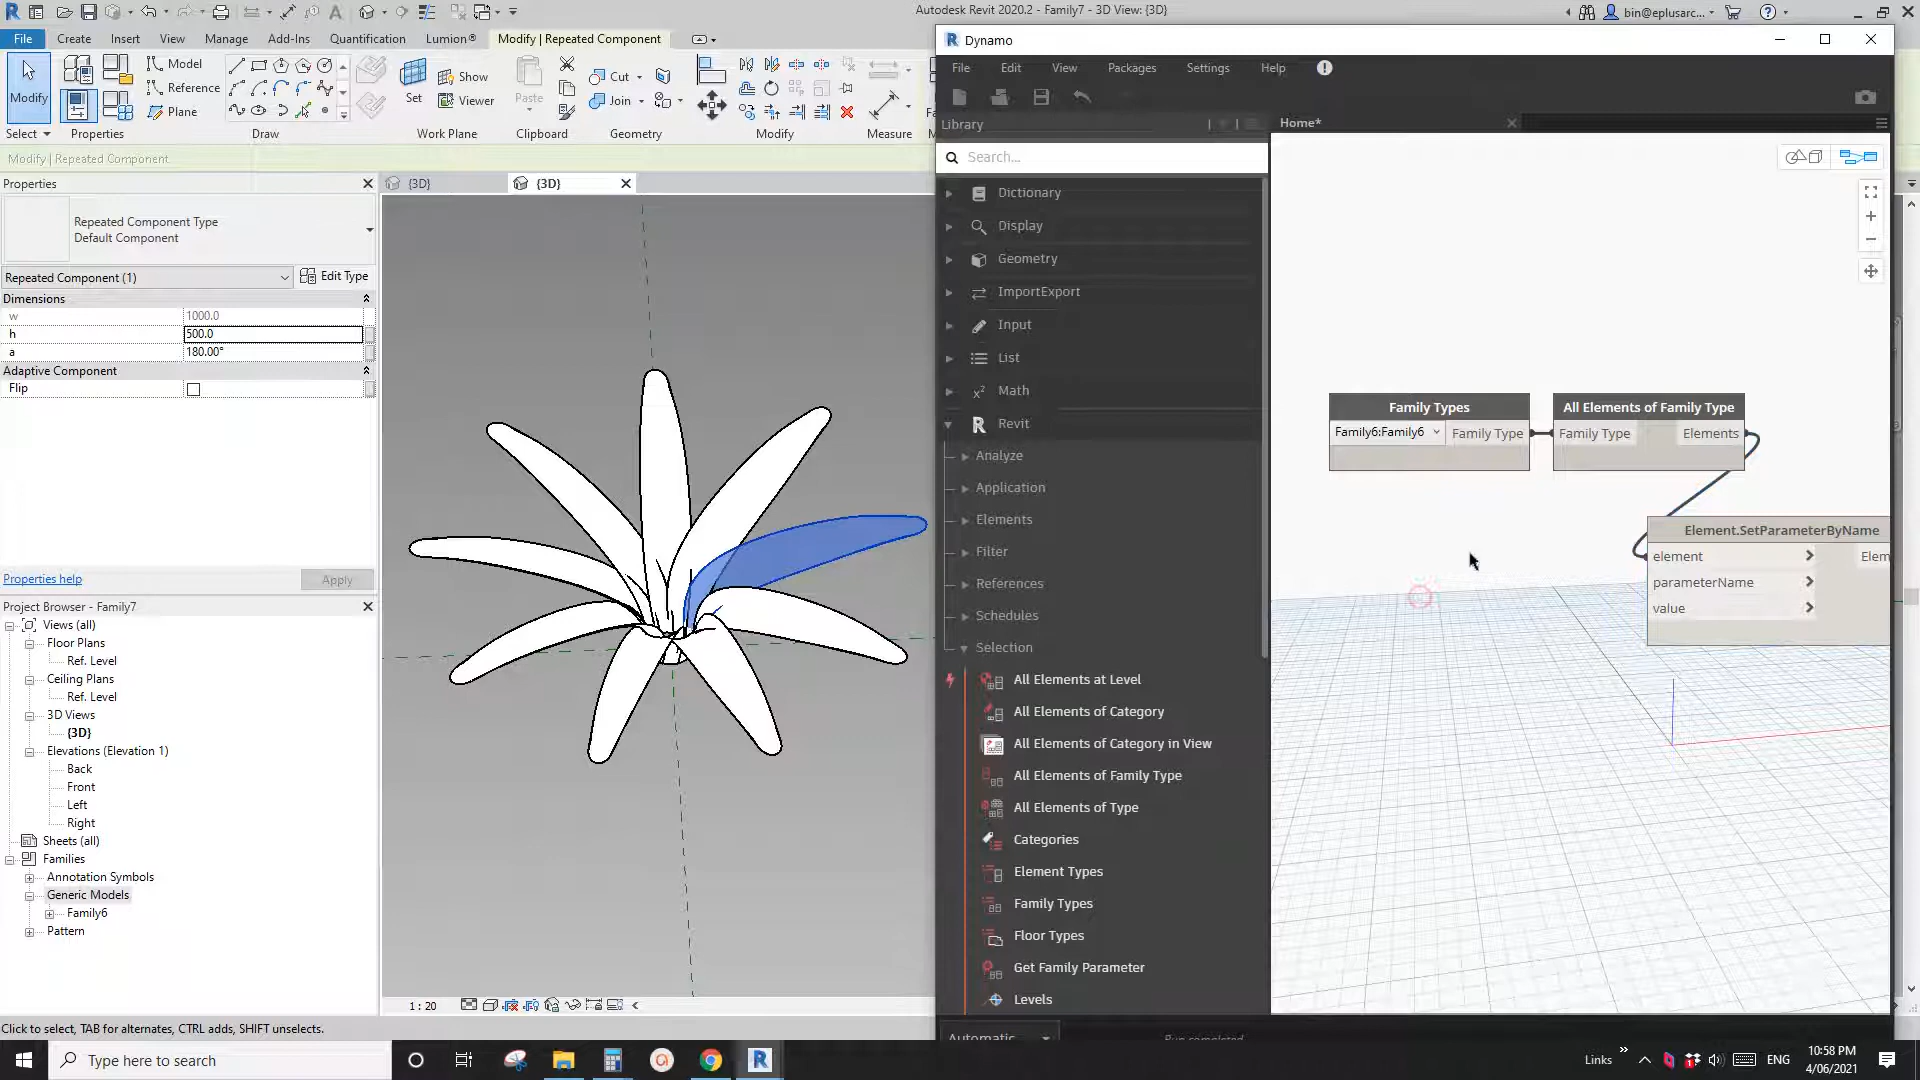 Autodesk Revit 2020.2 - Family7 - 3D View: {3D}
bin@eplusarc...
File Create Insert View Manage Add-Ins Quantification Lumion® Modify | Repeated Component
Modify
Model
Reference
Plane
Set
Show
Viewer
Paste
Cut
Join
Select Properties Draw Work Plane Clipboard Geometry Modify Measure
Modify | Repeated Component
Properties
Repeated Component Type
Default Component
Repeated Component (1) Edit Type
Dimensions
w 1000.0
h 500.0
a 180.00°
Adaptive Component
Flip
Properties help Apply
Project Browser - Family7
Views (all)
Floor Plans
Ref. Level
Ceiling Plans
Ref. Level
3D Views
{3D}
Elevations (Elevation 1)
Back
Front
Left
Right
Sheets (all)
Families
Annotation Symbols
Generic Models
Family6
Pattern
{3D} {3D}
1 : 20
Click to select, TAB for alternates, CTRL adds, SHIFT unselects.
Dynamo
File Edit View Packages Settings Help
Library
Search...
Dictionary
Display
Geometry
ImportExport
Input
List
Math
Revit
Analyze
Application
Elements
Filter
References
Schedules
Selection
All Elements at Level
All Elements of Category
All Elements of Category in View
All Elements of Family Type
All Elements of Type
Categories
Element Types
Family Types
Floor Types
Get Family Parameter
Levels
Automatic
Run completed
Home*
Family Types
Family6:Family6 Family Type
All Elements of Family Type
Family Type Elements
Element.SetParameterByName
element Elem
parameterName
value
Type here to search
Links
ENG
10:58 PM
4/06/2021